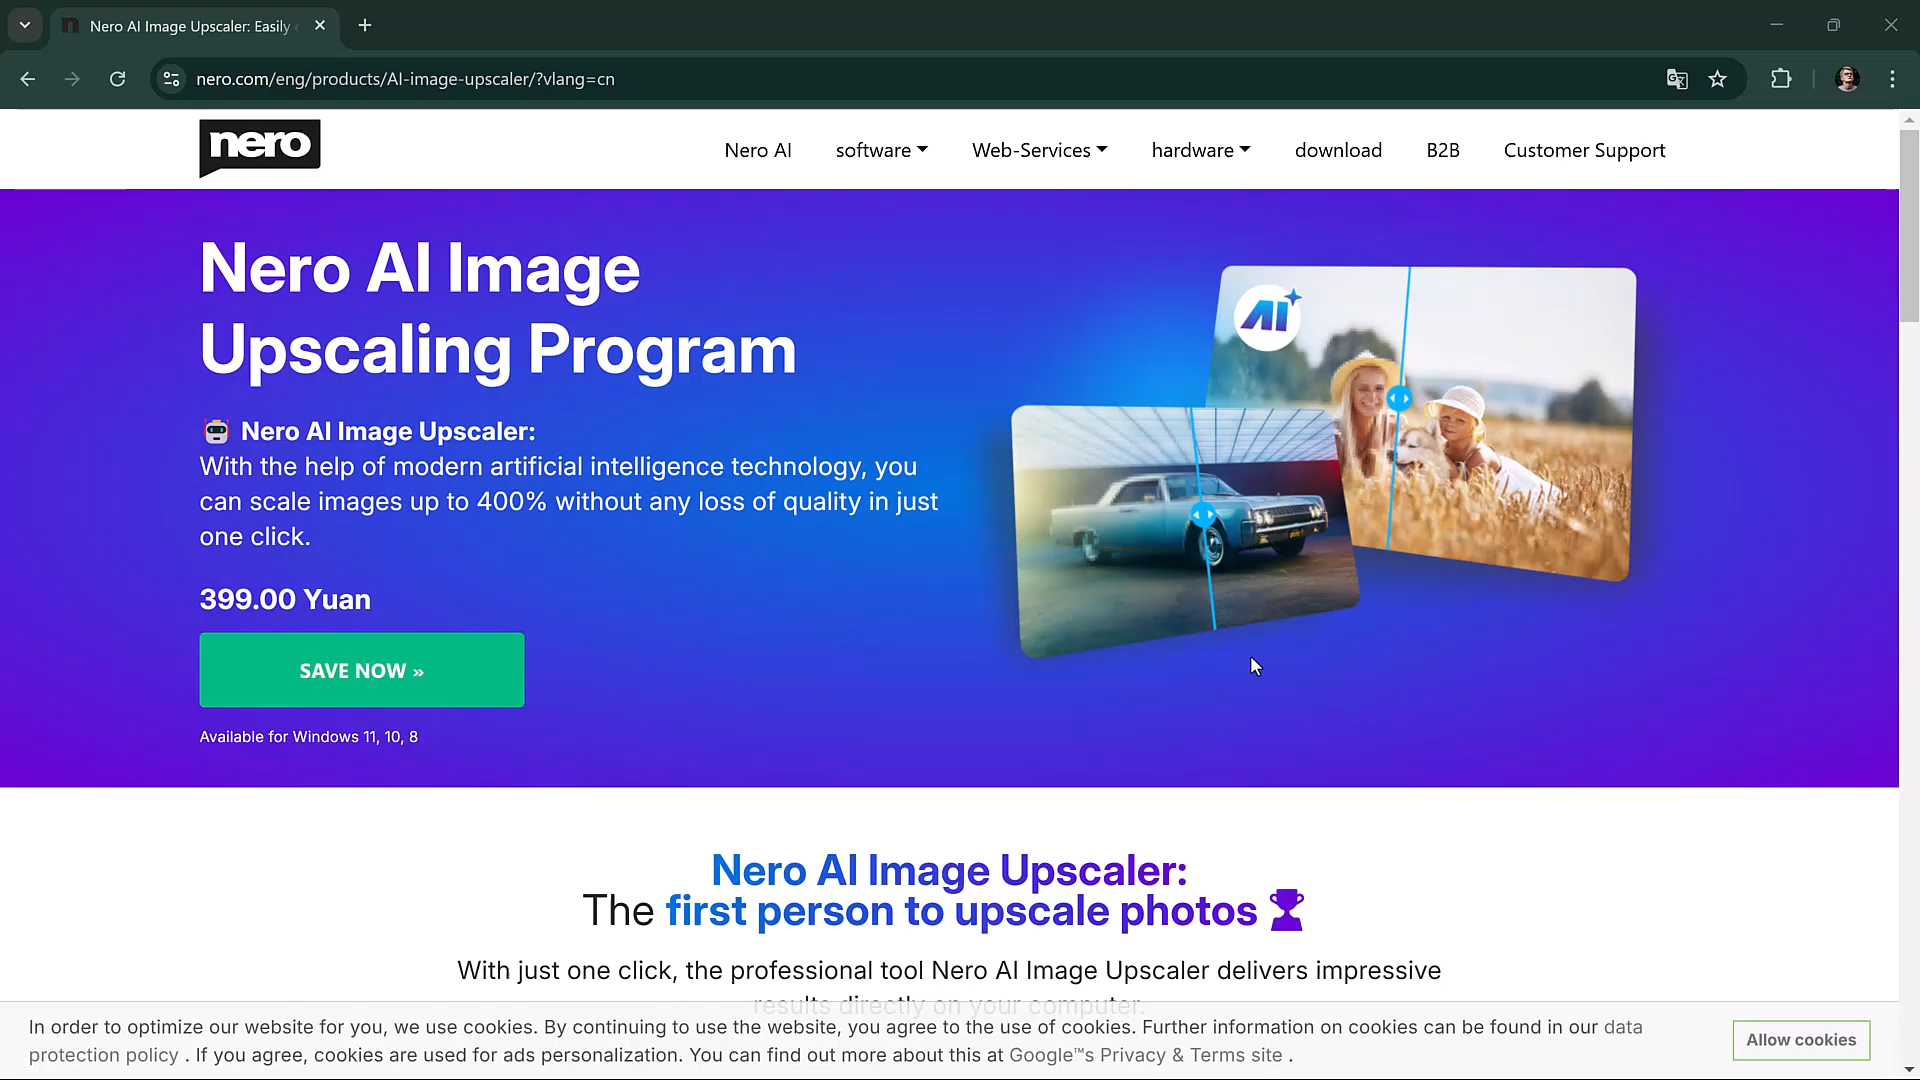 Nero AI Image Upscaler: Easily
nero.com/eng/products/AI-image-upscaler/?vlang=cn
nero
Nero AI
software
Web-Services
hardware
download
B2B
Customer Support
Nero AI Image
Upscaling Program
Nero AI Image Upscaler:
With the help of modern artificial intelligence technology, you
can scale images up to 400% without any loss of quality in just
one click.
399.00 Yuan
SAVE NOW »
Available for Windows 11, 10, 8
AI
Nero AI Image Upscaler:
The first person to upscale photos
With just one click, the professional tool Nero AI Image Upscaler delivers impressive
results directly on your computer.
In order to optimize our website for you, we use cookies. By continuing to use the website, you agree to the use of cookies. Further information on cookies can be found in our data
protection policy . If you agree, cookies are used for ads personalization. You can find out more about this at Google™s Privacy & Terms site .
Allow cookies